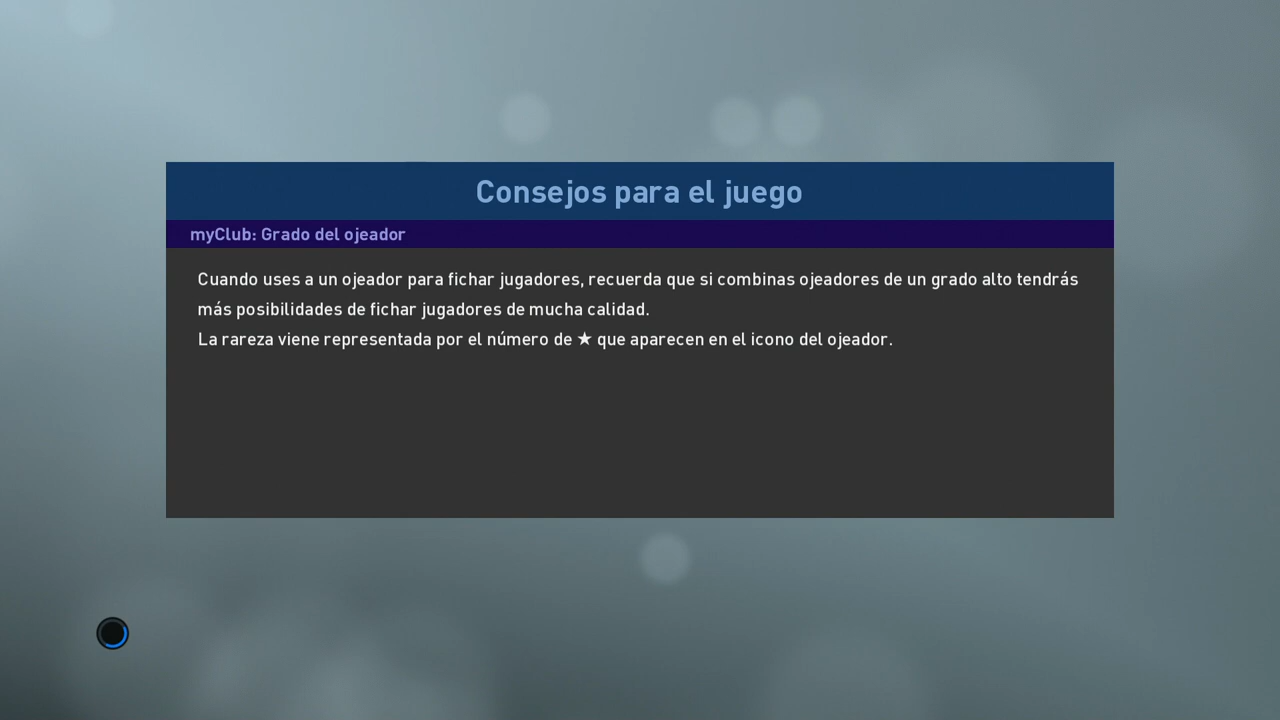 Consejos para el juego
myClub: Grado del ojeador
Cuando uses a un ojeador para fichar jugadores, recuerda que si combinas ojeadores de un grado alto tendrás
más posibilidades de fichar jugadores de mucha calidad.
La rareza viene representada por el número de ★ que aparecen en el icono del ojeador.